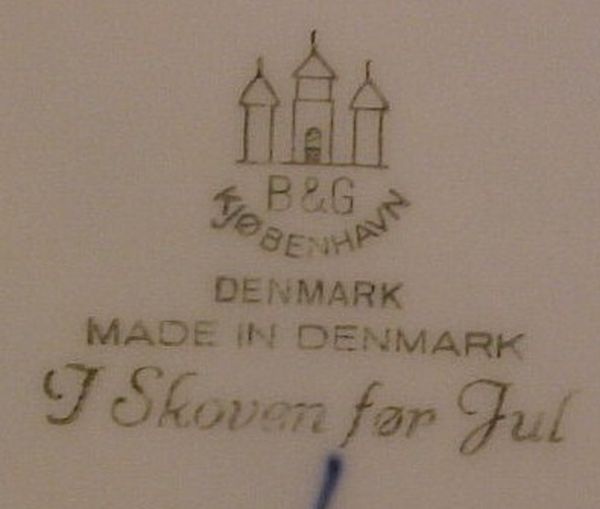 B&G
KJØBENHAVN
DENMARK
MADE IN DENMARK
I Skoven før Jul